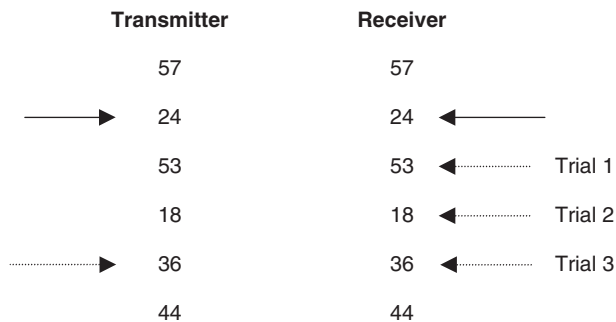 Transmitter Receiver
57 57
24 24
53 53 Trial 1
18 18 Trial 2
36 36 Trial 3
44 44